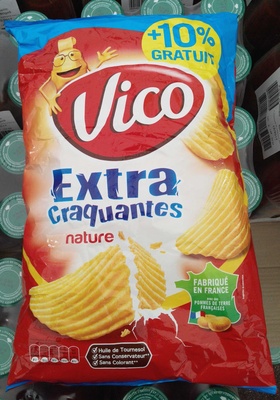 +10%
GRATUIT
Vico
Extra
Craquantes
nature
FABRIQUÉ
EN FRANCE
POMMES DE TERRE
FRANÇAISES
Huile de Tournesol
Sans Conservateur**
Sans Colorant**